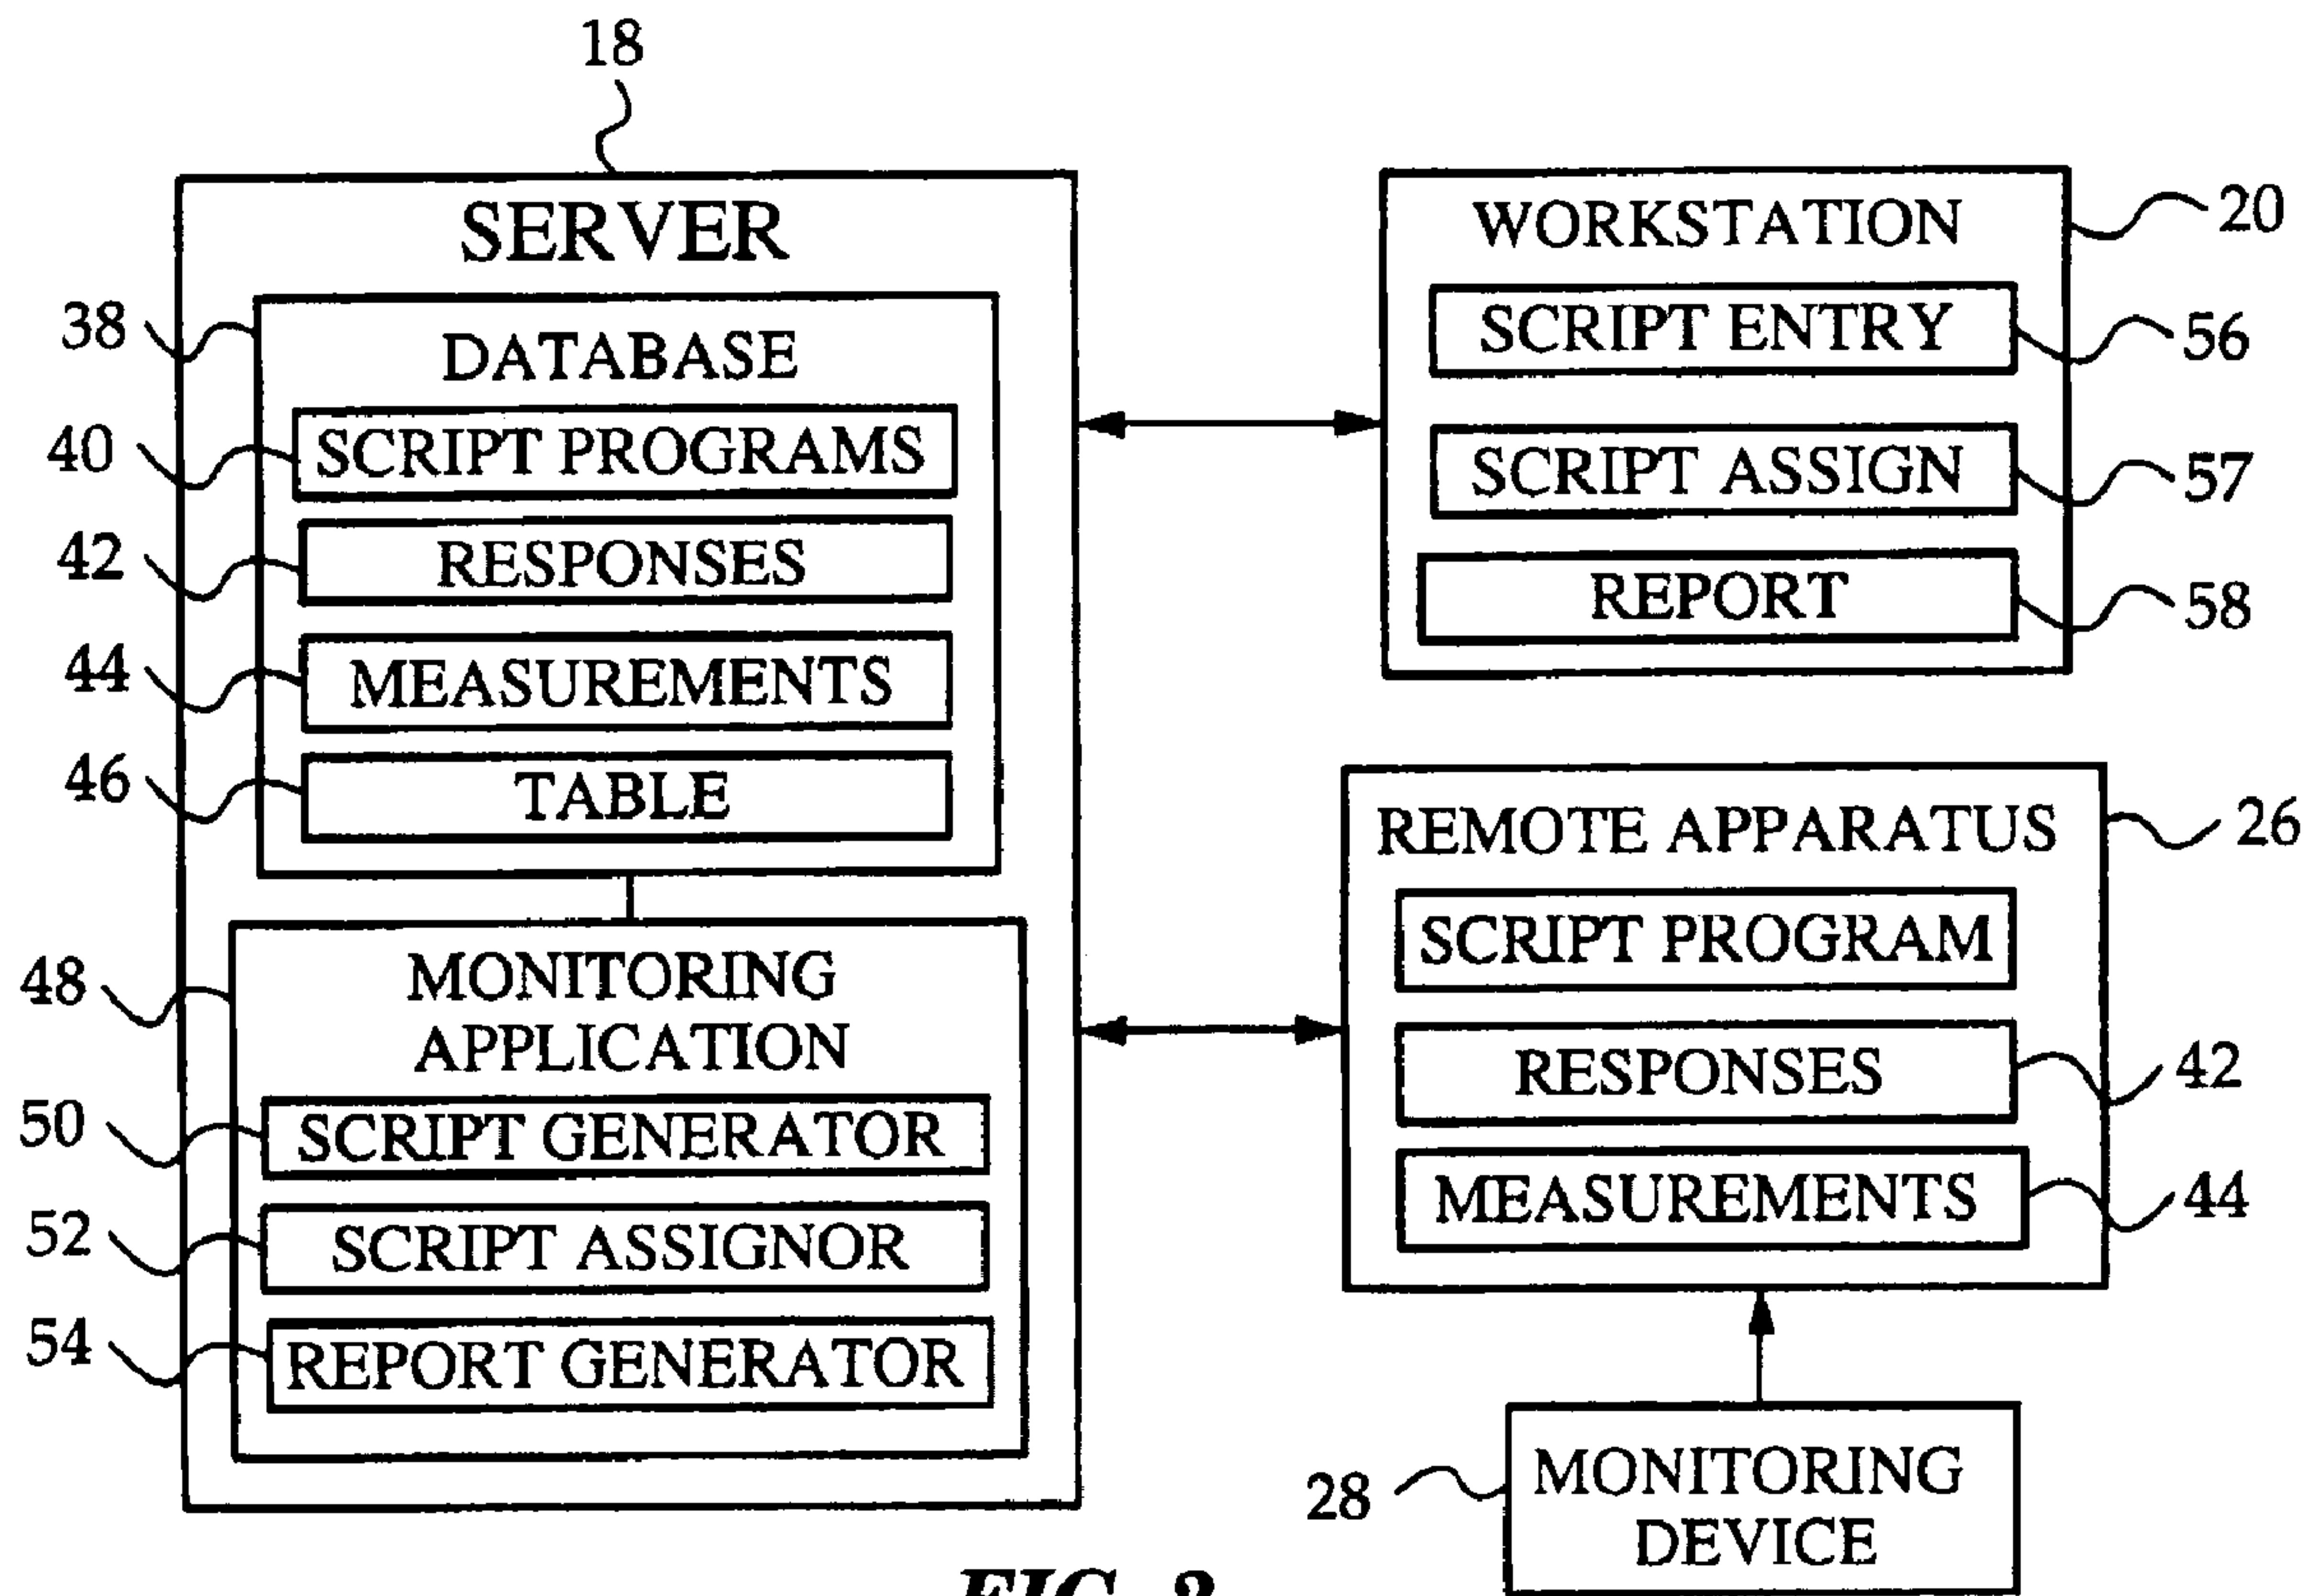 18
SERVER
38
DATABASE
40
SCRIPT PROGRAMS
42
RESPONSES
44
MEASUREMENTS
46
TABLE
48
MONITORING
APPLICATION
50
SCRIPT GENERATOR
52
SCRIPT ASSIGNOR
54
REPORT GENERATOR
WORKSTATION
20
SCRIPT ENTRY
56
SCRIPT ASSIGN
57
REPORT
58
REMOTE APPARATUS
26
SCRIPT PROGRAM
RESPONSES
42
MEASUREMENTS
44
28
MONITORING
DEVICE